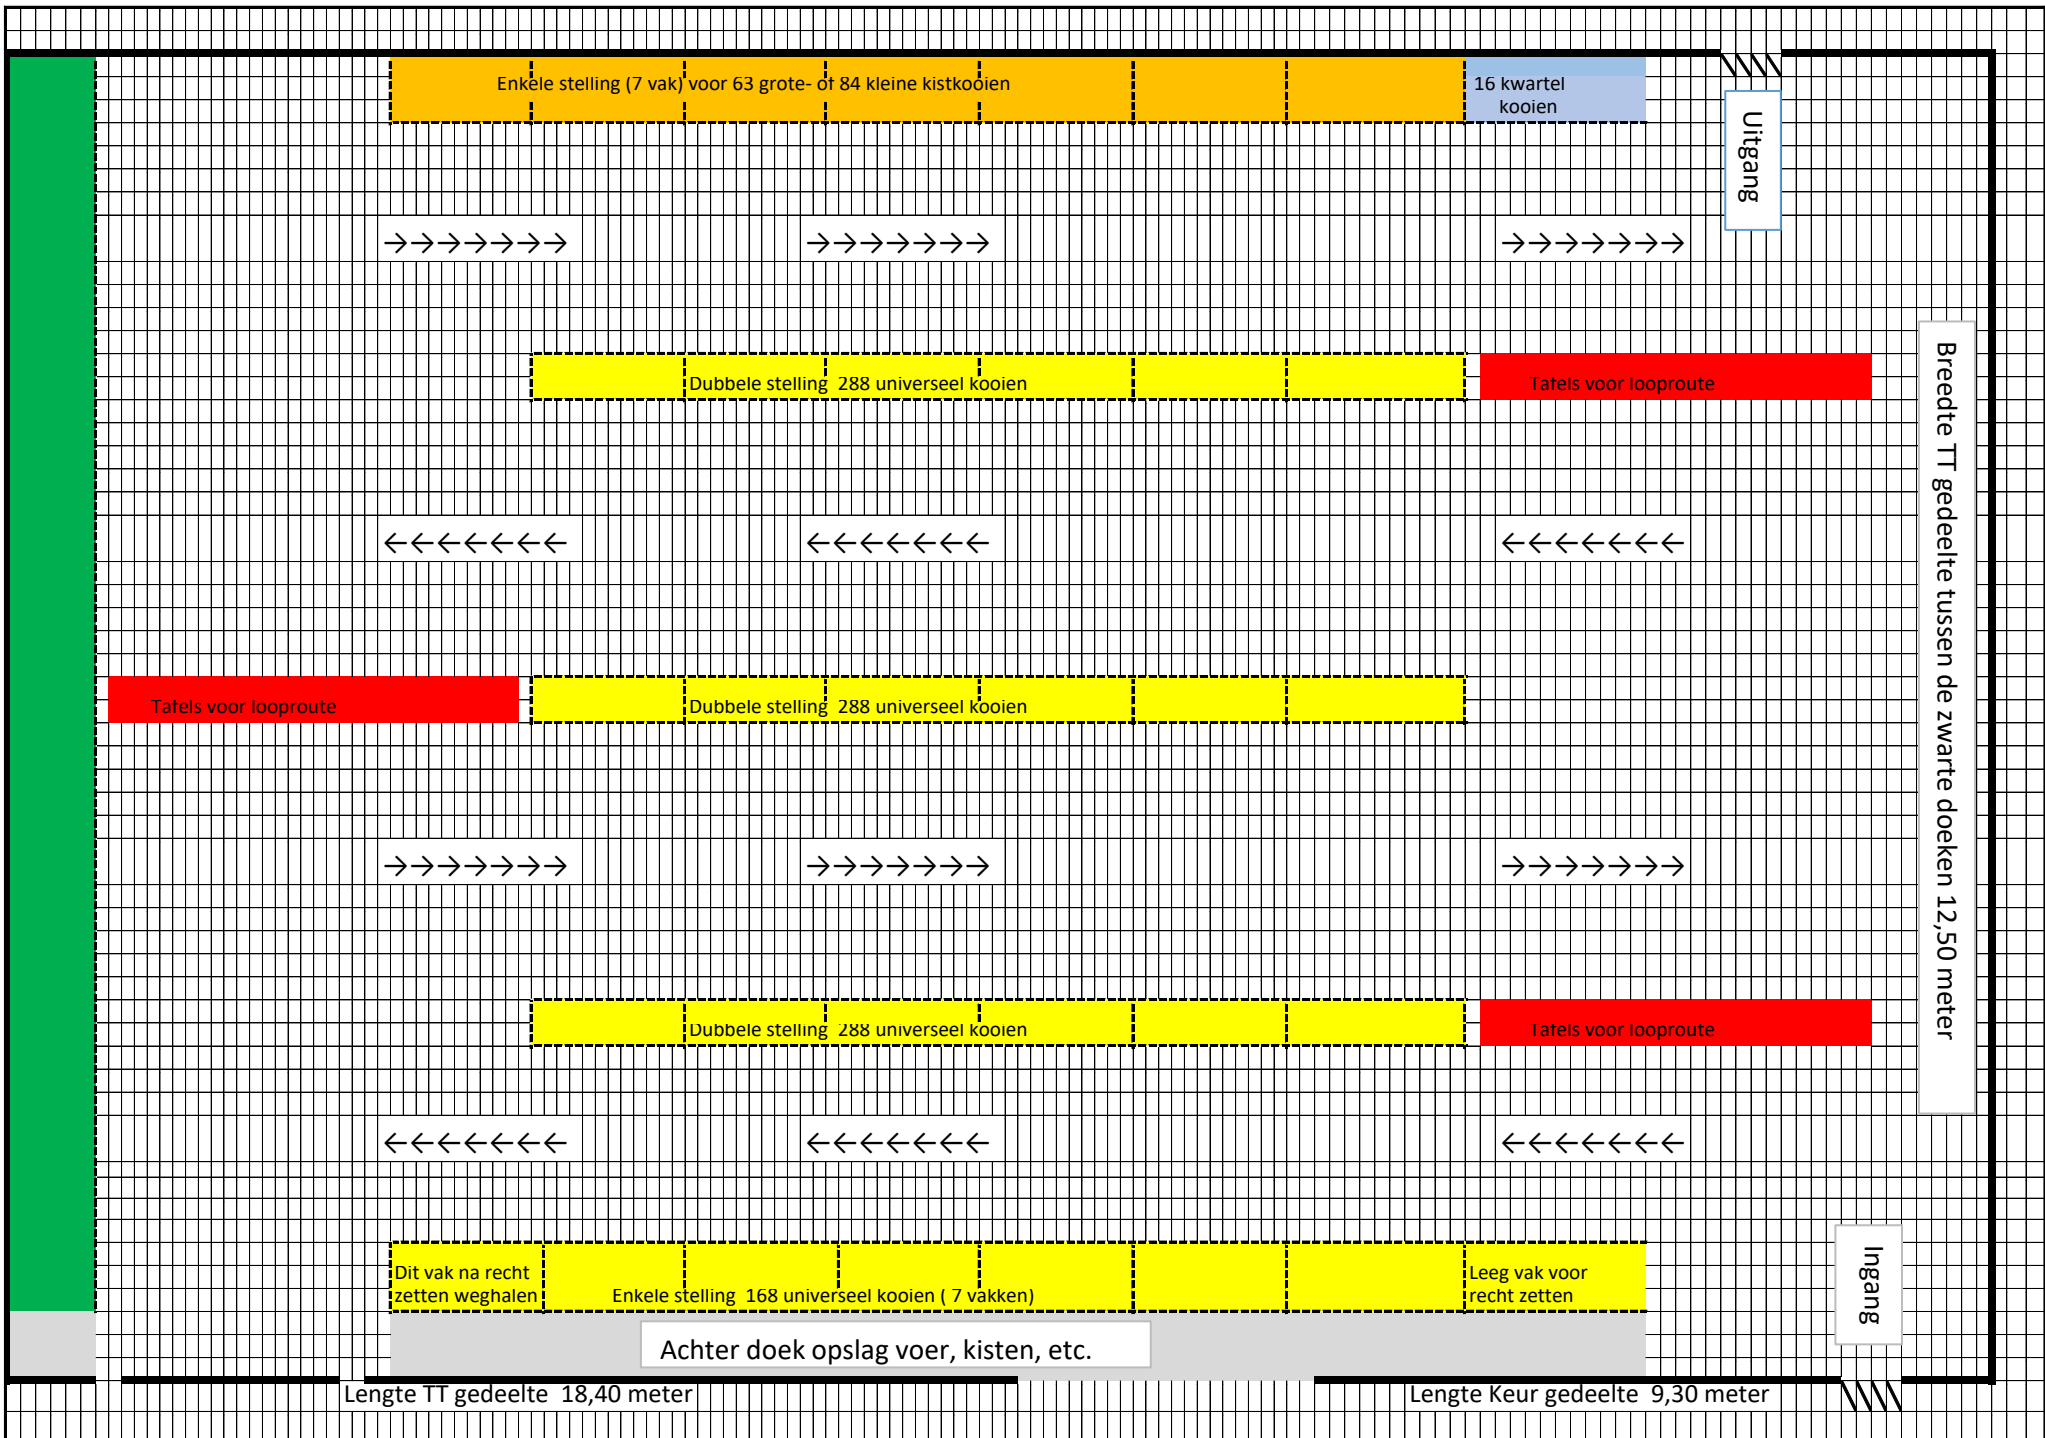 Enkele stelling (7 vak) voor 63 grote- of 84 kleine kistkooien
16 kwartel
kooien
Uitgang
→→→→→→→ →→→→→→→ →→→→→→→
Dubbele stelling 288 universeel kooien
Tafels voor looproute
Breedte TT gedeelte tussen de zwarte doeken 12,50 meter
←←←←←←← ←←←←←←← ←←←←←←←
Tafels voor looproute
Dubbele stelling 288 universeel kooien
→→→→→→→ →→→→→→→ →→→→→→→
Dubbele stelling 288 universeel kooien
Tafels voor looproute
←←←←←←← ←←←←←←← ←←←←←←←
Dit vak na recht
zetten weghalen
Enkele stelling 168 universeel kooien ( 7 vakken)
Leeg vak voor
recht zetten
Ingang
Achter doek opslag voer, kisten, etc.
Lengte TT gedeelte 18,40 meter
Lengte Keur gedeelte 9,30 meter